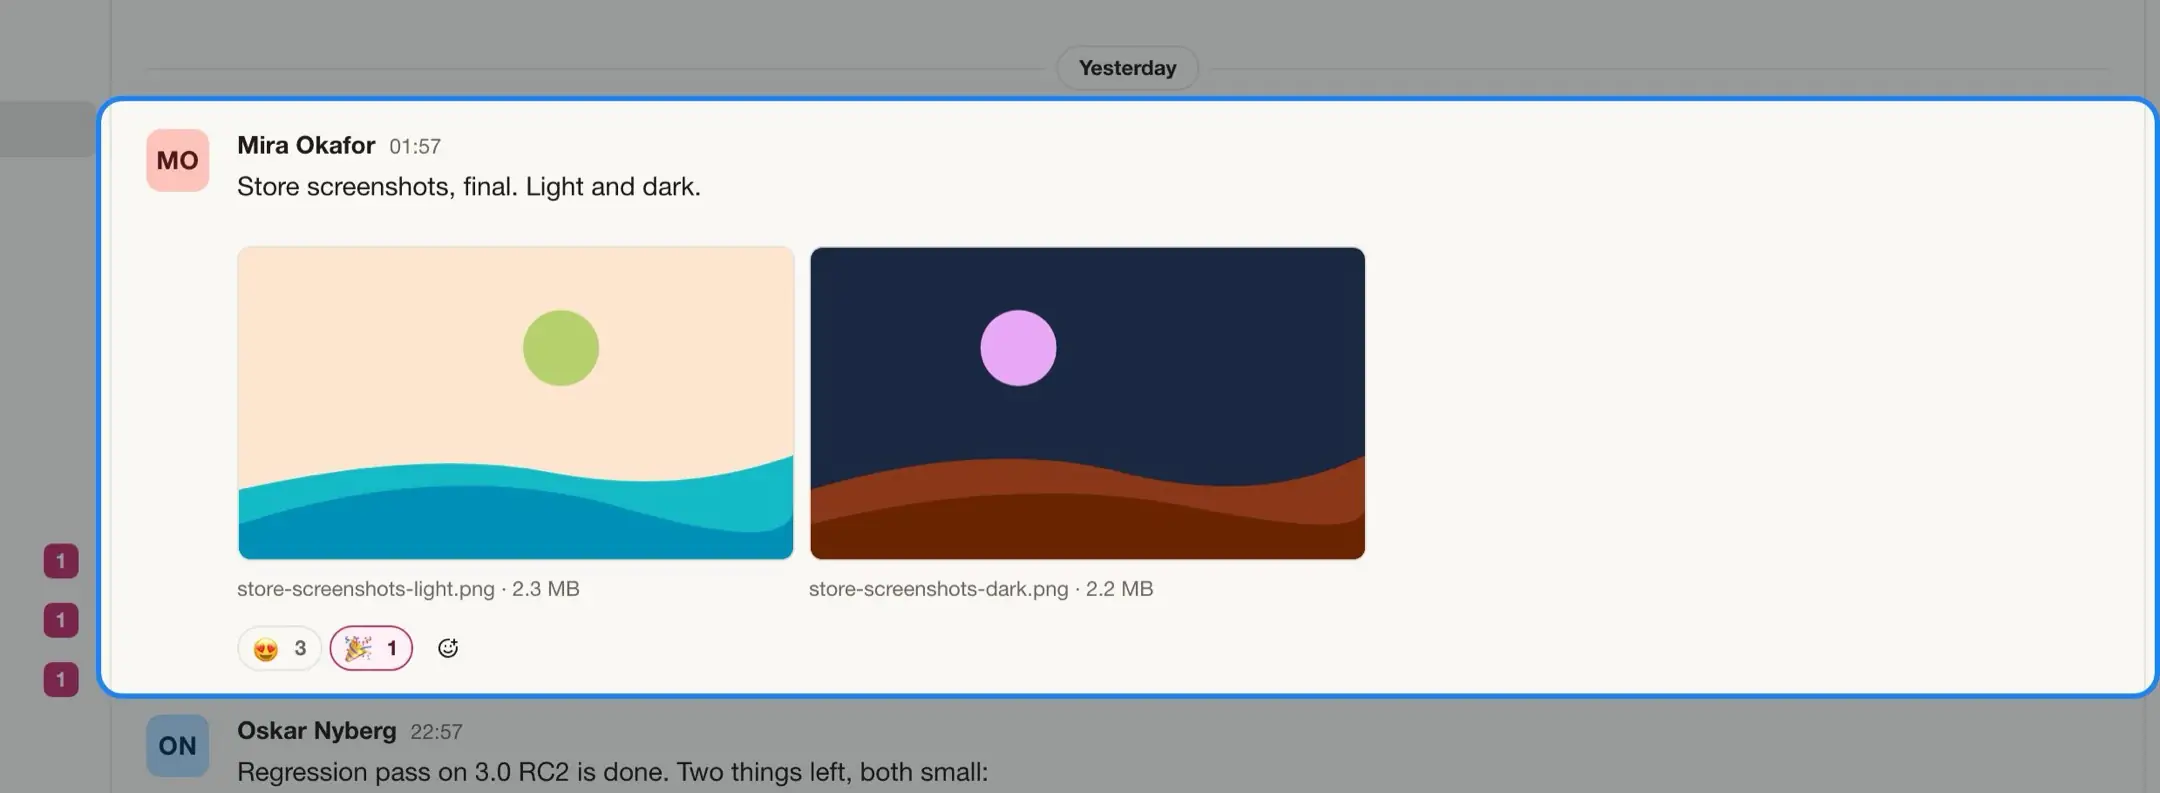 Yesterday
MO
Mira Okafor 01:57
Store screenshots, final. Light and dark.
store-screenshots-light.png · 2.3 MB
store-screenshots-dark.png · 2.2 MB
😍 3
🎉 1
1
1
1
ON
Oskar Nyberg 22:57
Regression pass on 3.0 RC2 is done. Two things left, both small: